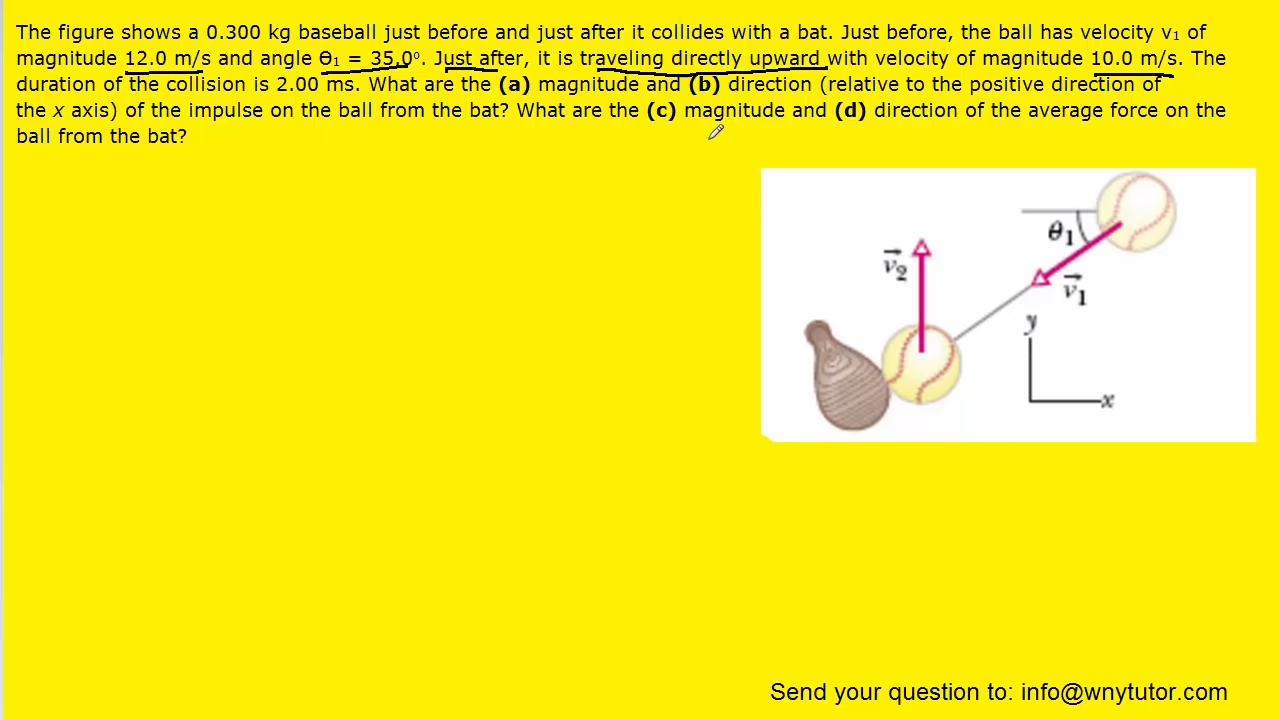 The figure shows a 0.300 kg baseball just before and just after it collides with a bat. Just before, the ball has velocity v₁ of
magnitude 12.0 m/s and angle Θ₁ = 35.0º. Just after, it is traveling directly upward with velocity of magnitude 10.0 m/s. The
duration of the collision is 2.00 ms. What are the (a) magnitude and (b) direction (relative to the positive direction of
the x axis) of the impulse on the ball from the bat? What are the (c) magnitude and (d) direction of the average force on the
ball from the bat?
θ₁
v⃗₂
v⃗₁
y
x
Send your question to: info@wnytutor.com